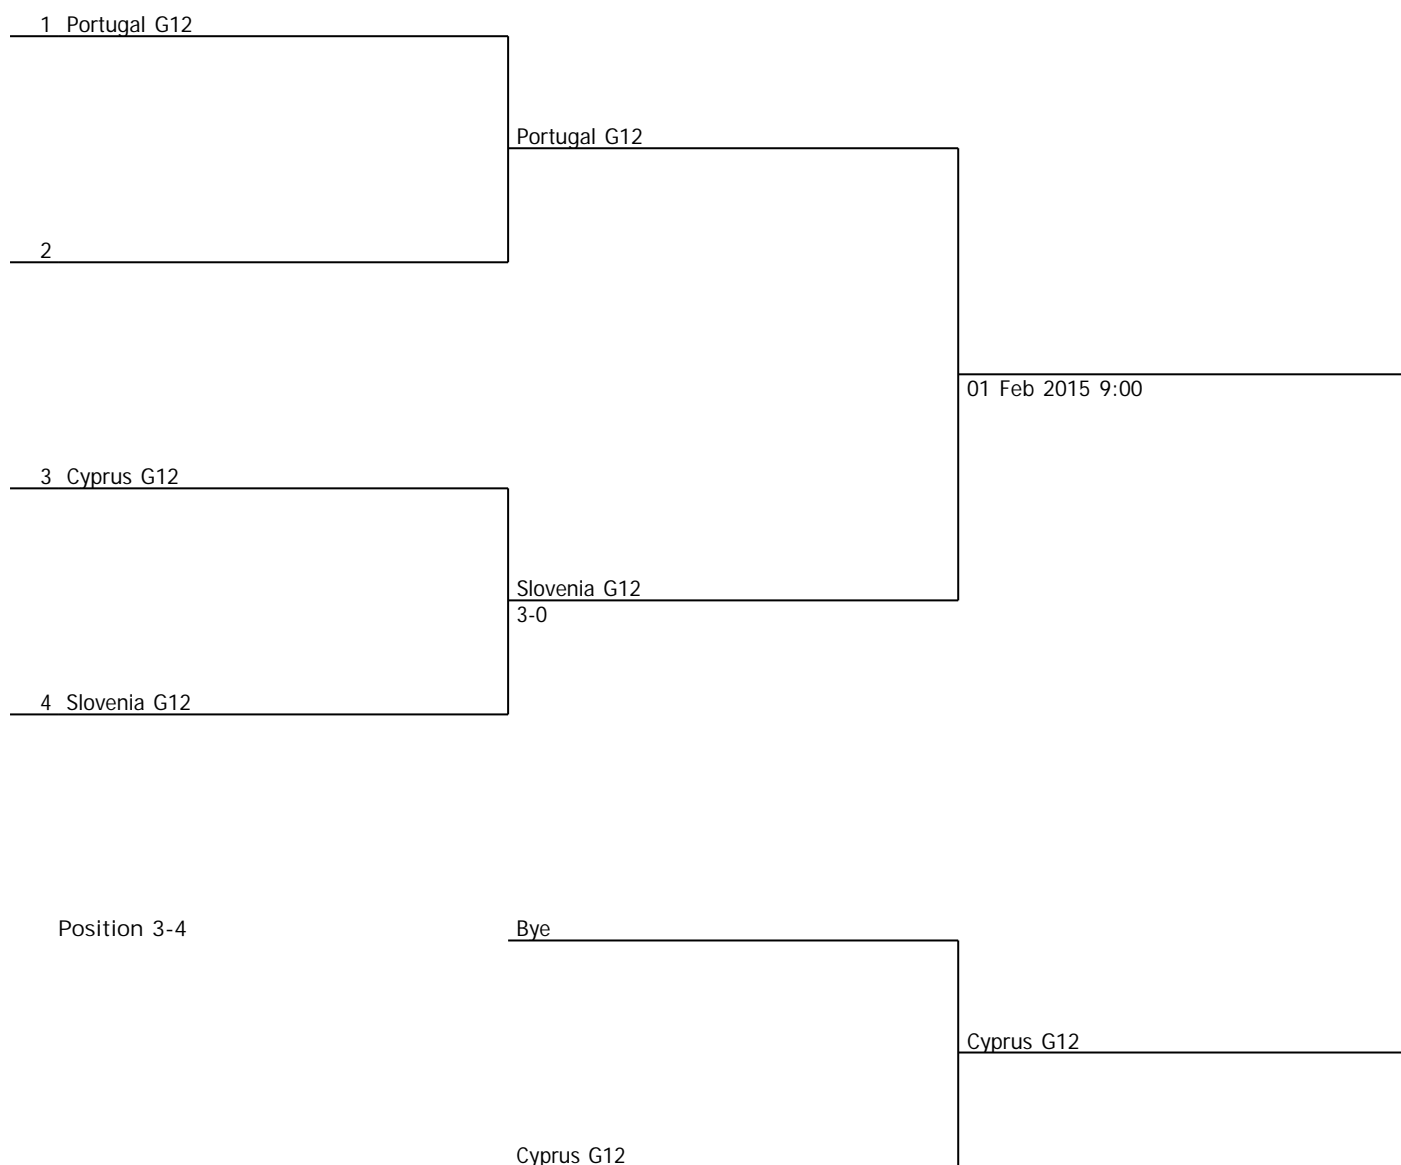 1 Portugal G12
Portugal G12
2
01 Feb 2015 9:00
3 Cyprus G12
Slovenia G12
3-0
4 Slovenia G12
Position 3-4
Bye
Cyprus G12
Cyprus G12